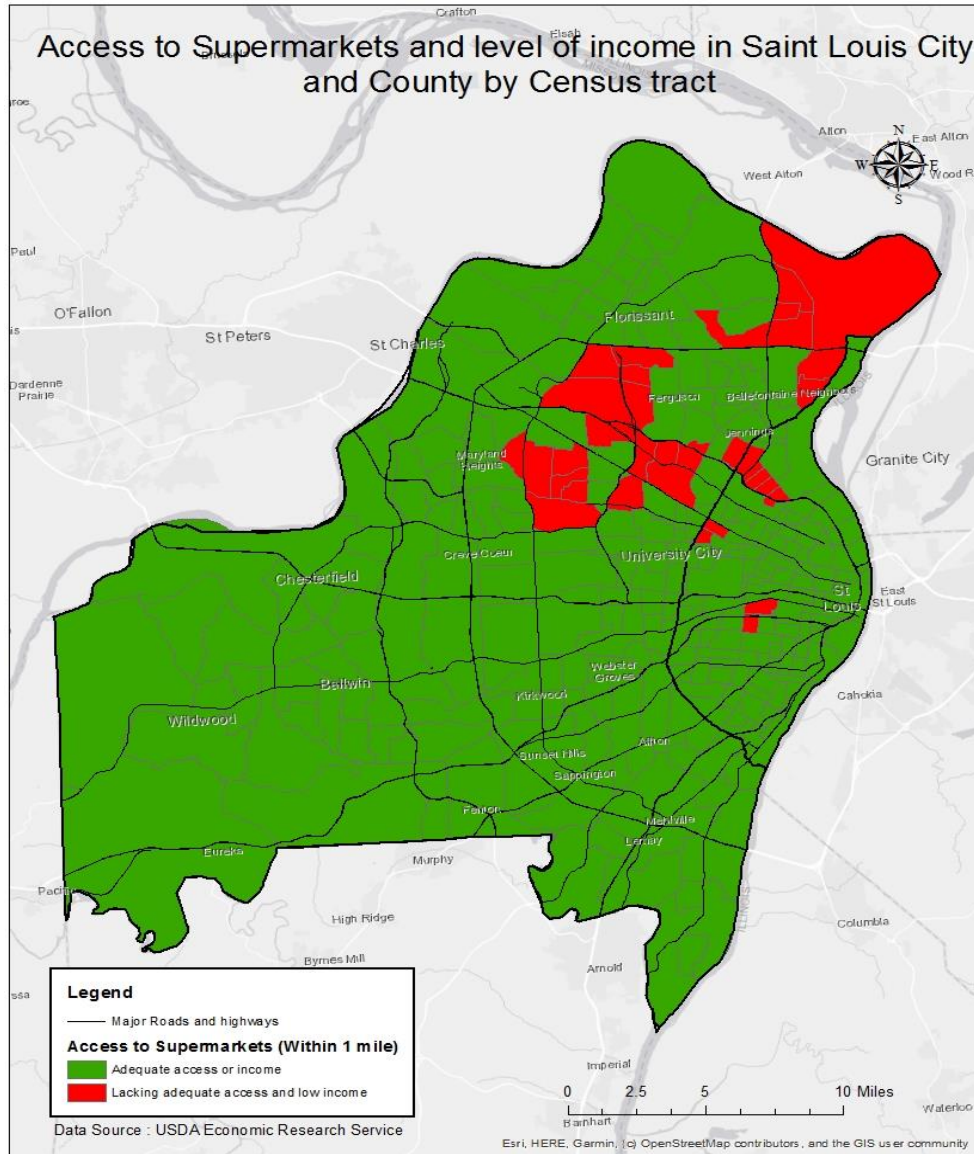 Crafton
Elsah
Access to Supermarkets and level of income in Saint Louis City
and County by Census tract
Alton
East Alton
N
W
E
S
Wood R
West Alton
Paul
O'Fallon
St Peters
St Charles
Florissant
Dardenne
Prairie
Ferguson
Bellefontaine Neighbors
Jennings
Maryland
Heights
Granite City
Creve Coeur
University City
Chesterfield
St
Louis
East
St Louis
Webster
Groves
Ballwin
Kirkwood
Cahokia
Wildwood
Affton
Sunset Hills
Sappington
Fenton
Mehlville
Lemay
Eureka
Murphy
ILLINOIS
High Ridge
Columbia
Byrnes Mill
Arnold
Legend
Major Roads and highways
Access to Supermarkets (Within 1 mile)
Adequate access or income
Lacking adequate access and low income
Imperial
0 2.5 5 10 Miles
Barnhart
Waterloo
Data Source : USDA Economic Research Service
Esri, HERE, Garmin, (c) OpenStreetMap contributors, and the GIS user community